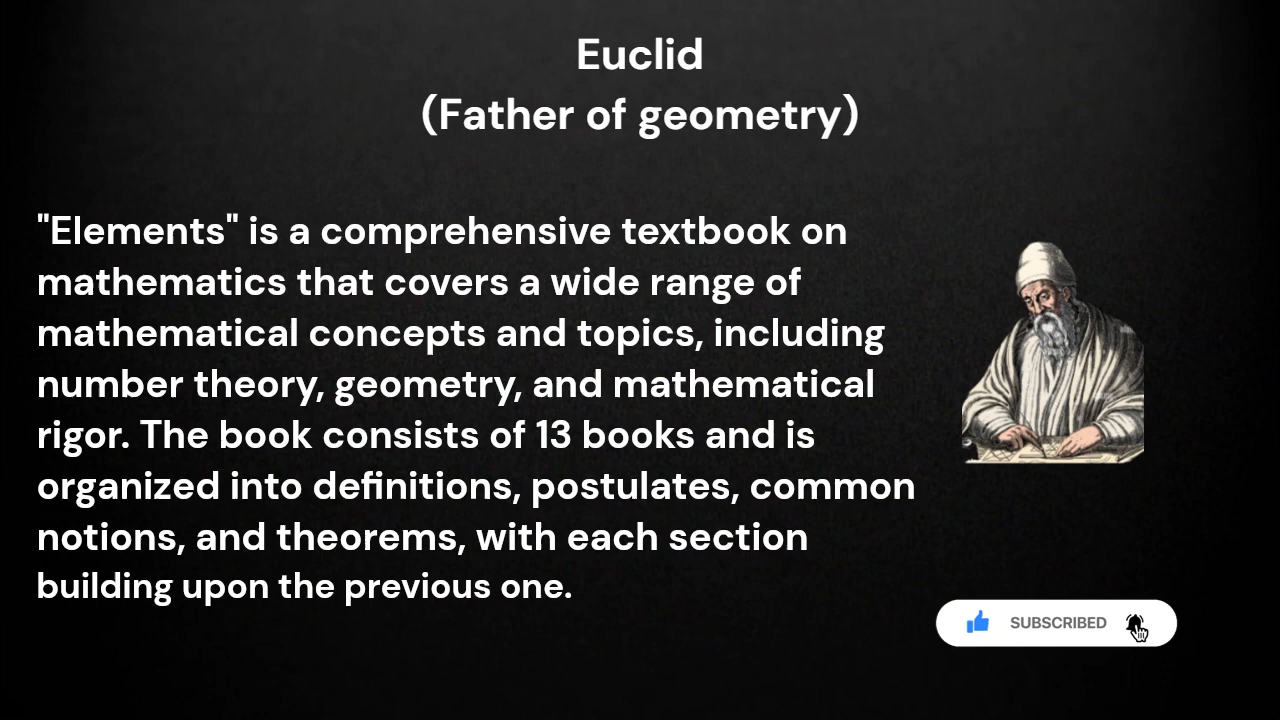 Euclid
(Father of geometry)
"Elements" is a comprehensive textbook on
mathematics that covers a wide range of
mathematical concepts and topics, including
number theory, geometry, and mathematical
rigor. The book consists of 13 books and is
organized into definitions, postulates, common
notions, and theorems, with each section
building upon the previous one.
SUBSCRIBED